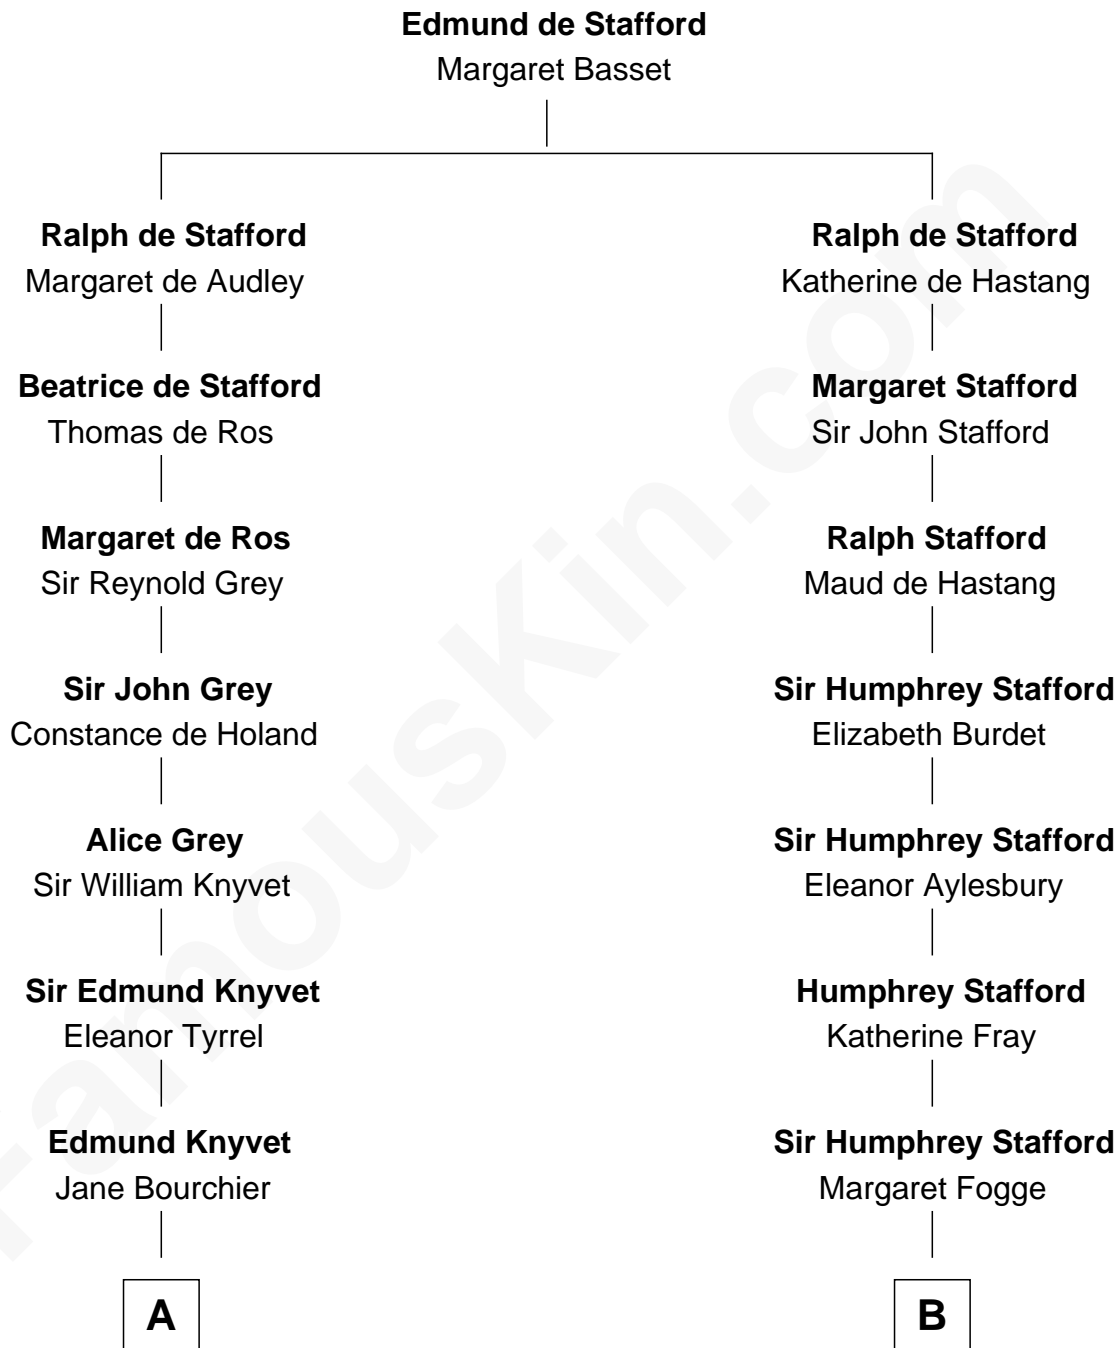 Edmund de Stafford
Margaret Basset
Ralph de Stafford
Margaret de Audley
Beatrice de Stafford
Thomas de Ros
Margaret de Ros
Sir Reynold Grey
Sir John Grey
Constance de Holand
Alice Grey
Sir William Knyvet
Sir Edmund Knyvet
Eleanor Tyrrel
Edmund Knyvet
Jane Bourchier
A
Ralph de Stafford
Katherine de Hastang
Margaret Stafford
Sir John Stafford
Ralph Stafford
Maud de Hastang
Sir Humphrey Stafford
Elizabeth Burdet
Sir Humphrey Stafford
Eleanor Aylesbury
Humphrey Stafford
Katherine Fray
Sir Humphrey Stafford
Margaret Fogge
B
FamousKin.com